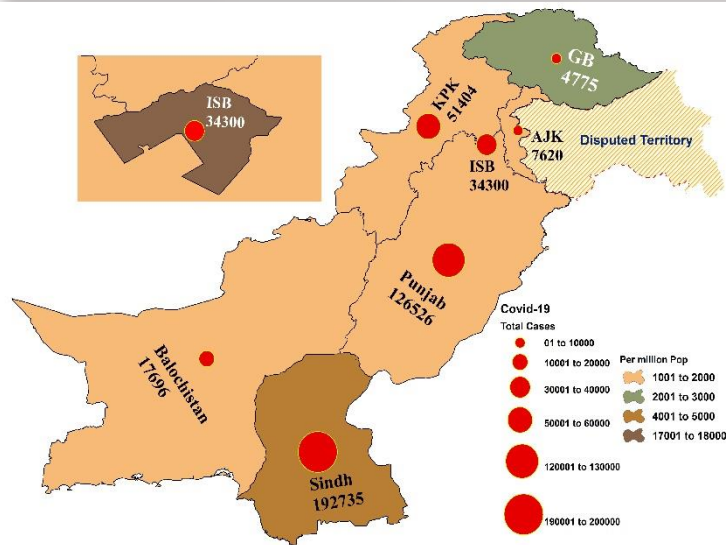 ISB
34300
GB
4775
KPK
51404
AJK
7620
Disputed Territory
ISB
34300
Punjab
126526
Balochistan
17696
Sindh
192735
Covid-19
Total Cases
01 to 10000
10001 to 20000
30001 to 40000
50001 to 60000
120001 to 130000
190001 to 200000
Per million Pop
1001 to 2000
2001 to 3000
4001 to 5000
17001 to 18000